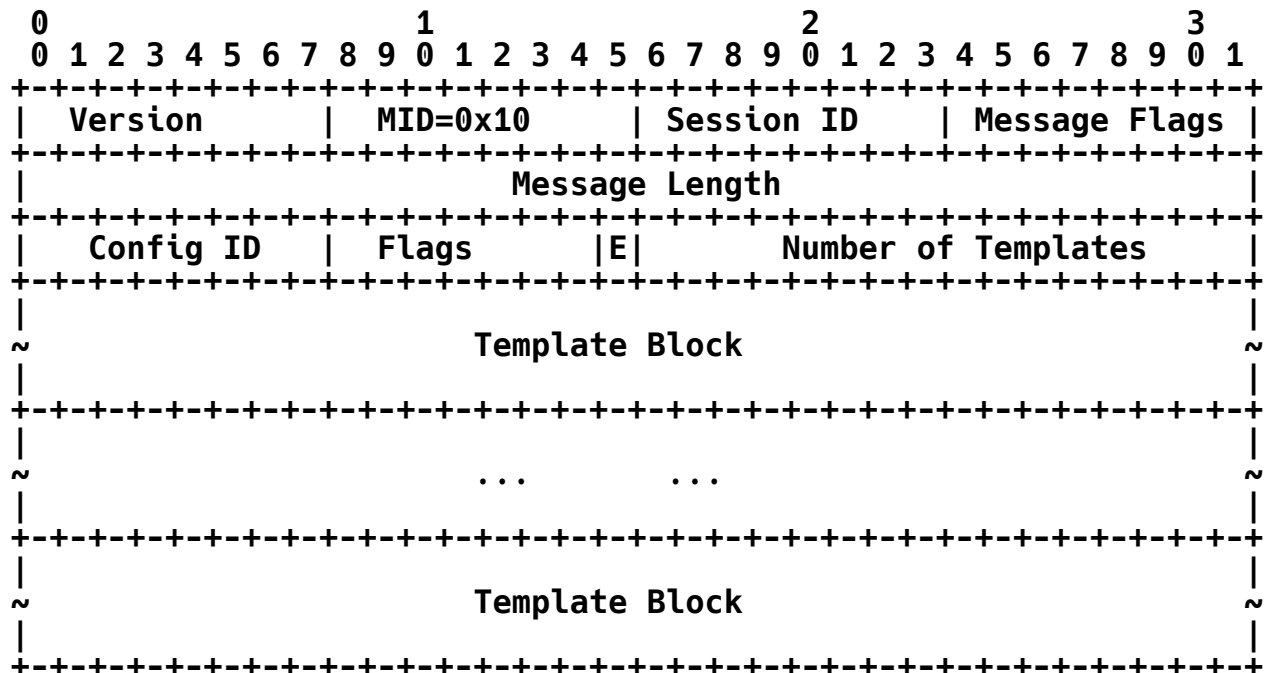 0                   1                   2                   3
 0 1 2 3 4 5 6 7 8 9 0 1 2 3 4 5 6 7 8 9 0 1 2 3 4 5 6 7 8 9 0 1
+-+-+-+-+-+-+-+-+-+-+-+-+-+-+-+-+-+-+-+-+-+-+-+-+-+-+-+-+-+-+-+-+
|  Version      |  MID=0x10     | Session ID    | Message Flags |
+-+-+-+-+-+-+-+-+-+-+-+-+-+-+-+-+-+-+-+-+-+-+-+-+-+-+-+-+-+-+-+-+
|                         Message Length                        |
+-+-+-+-+-+-+-+-+-+-+-+-+-+-+-+-+-+-+-+-+-+-+-+-+-+-+-+-+-+-+-+-+
|   Config ID   |  Flags      |E|       Number of Templates     |
+-+-+-+-+-+-+-+-+-+-+-+-+-+-+-+-+-+-+-+-+-+-+-+-+-+-+-+-+-+-+-+-+
|                                                               |
~                       Template Block                          ~
|                                                               |
+-+-+-+-+-+-+-+-+-+-+-+-+-+-+-+-+-+-+-+-+-+-+-+-+-+-+-+-+-+-+-+-+
|                                                               |
~                       ...       ...                           ~
|                                                               |
+-+-+-+-+-+-+-+-+-+-+-+-+-+-+-+-+-+-+-+-+-+-+-+-+-+-+-+-+-+-+-+-+
|                                                               |
~                       Template Block                          ~
|                                                               |
+-+-+-+-+-+-+-+-+-+-+-+-+-+-+-+-+-+-+-+-+-+-+-+-+-+-+-+-+-+-+-+-+